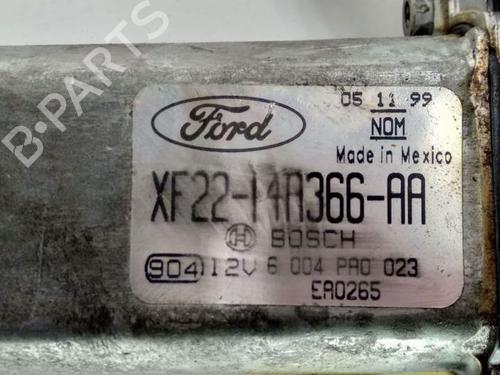 B-PARTS
Ford
05 11 99
NOM
Made in Mexico
XF22-14A366-AA
BOSCH
904 12V 6 004 PA0 023
EA0265